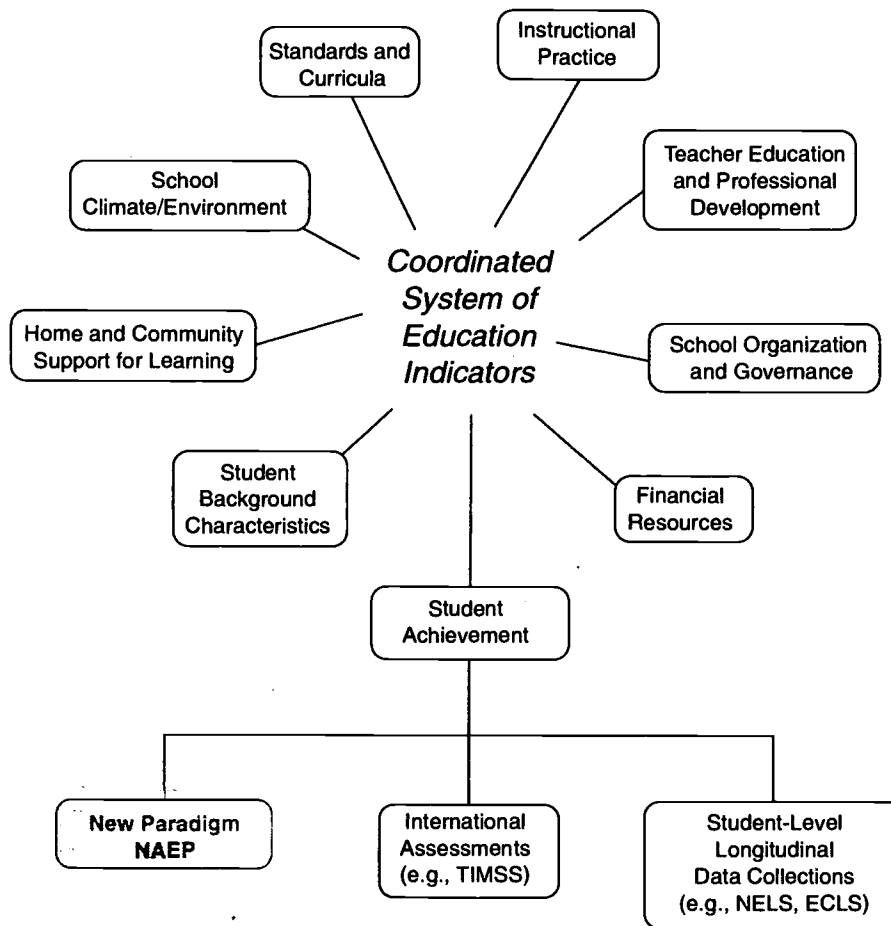 Standards and
Curricula
Instructional
Practice
School
Climate/Environment
Teacher Education
and Professional
Development
Coordinated
System of
Education
Indicators
Home and Community
Support for Learning
School Organization
and Governance
Student
Background
Characteristics
Financial
Resources
Student
Achievement
New Paradigm
NAEP
International
Assessments
(e.g., TIMSS)
Student-Level
Longitudinal
Data Collections
(e.g., NELS, ECLS)